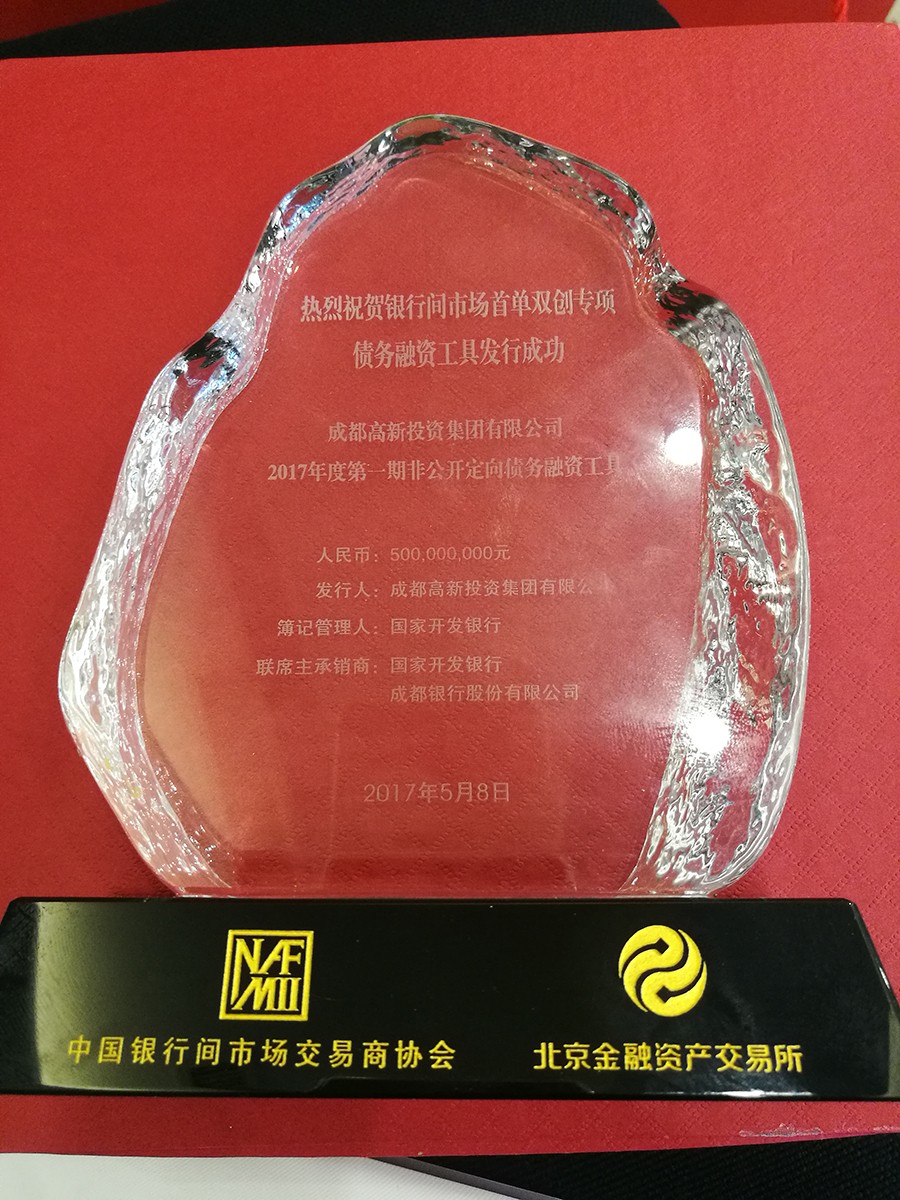 热烈祝贺银行间市场首单双创专项
债务融资工具发行成功
成都高新投资集团有限公司
2017年度第一期非公开定向债务融资工具
人民币：500,000,000元
发行人：成都高新投资集团有限公
簿记管理人：国家开发银行
联席主承销商：国家开发银行
成都银行股份有限公司
2017年5月8日
NAFMII
中国银行间市场交易商协会
北京金融资产交易所